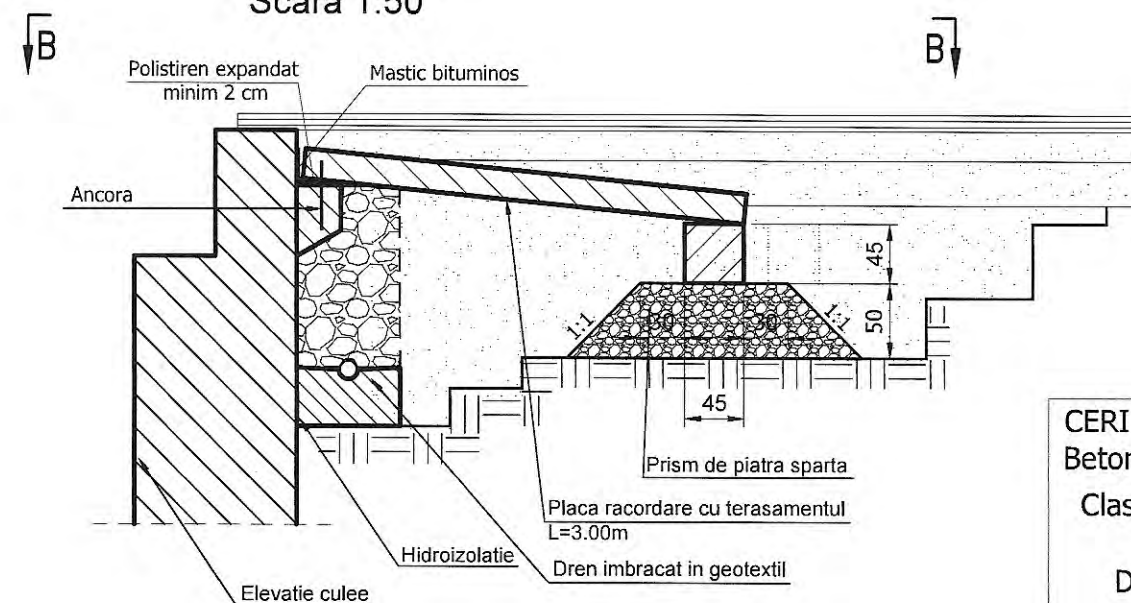 Scara 1:50
B
B
Polistiren expandat
minim 2 cm
Mastic bituminos
Ancora
45
50
1:1
30
30
1:1
45
Prism de piatra sparta
Placa racordare cu terasamentul
L=3.00m
Hidroizolatie
Dren imbracat in geotextil
Elevatie culee
CERI
Beton
Clas
D